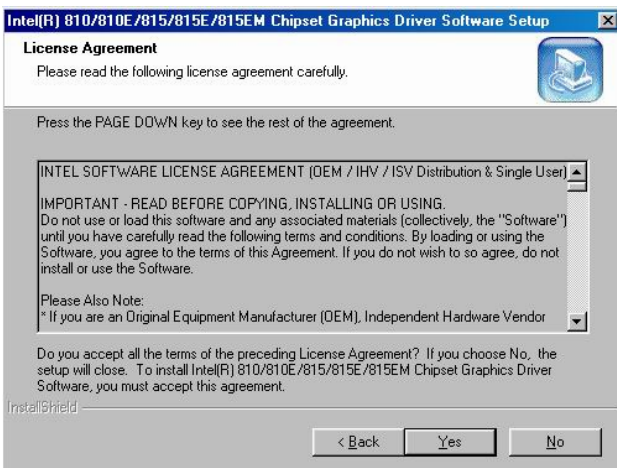 Intel(R) 810/810E/815/815E/815EM Chipset Graphics Driver Software Setup
License Agreement
Please read the following license agreement carefully.
Press the PAGE DOWN key to see the rest of the agreement.
INTEL SOFTWARE LICENSE AGREEMENT (OEM / IHV / ISV Distribution & Single User)
IMPORTANT - READ BEFORE COPYING, INSTALLING OR USING.
Do not use or load this software and any associated materials (collectively, the "Software")
until you have carefully read the following terms and conditions. By loading or using the
Software, you agree to the terms of this Agreement. If you do not wish to so agree, do not
install or use the Software.
Please Also Note:
* If you are an Original Equipment Manufacturer (OEM), Independent Hardware Vendor
Do you accept all the terms of the preceding License Agreement? If you choose No, the
setup will close. To install Intel(R) 810/810E/815/815E/815EM Chipset Graphics Driver
Software, you must accept this agreement.
InstallShield
< Back
Yes
No